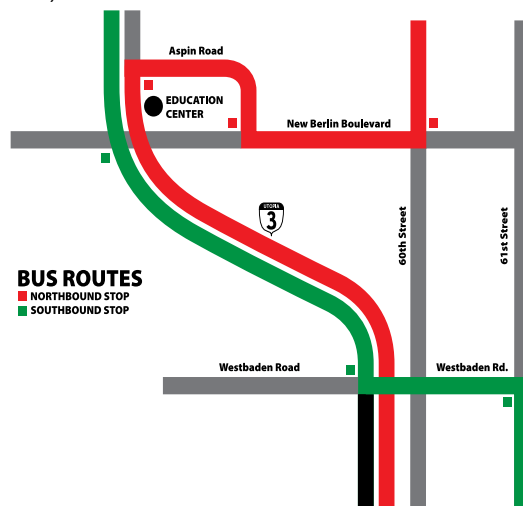 Aspin Road
EDUCATION
CENTER
New Berlin Boulevard
UTOPIA
3
60th Street
61st Street
BUS ROUTES
NORTHBOUND STOP
SOUTHBOUND STOP
Westbaden Road
Westbaden Rd.